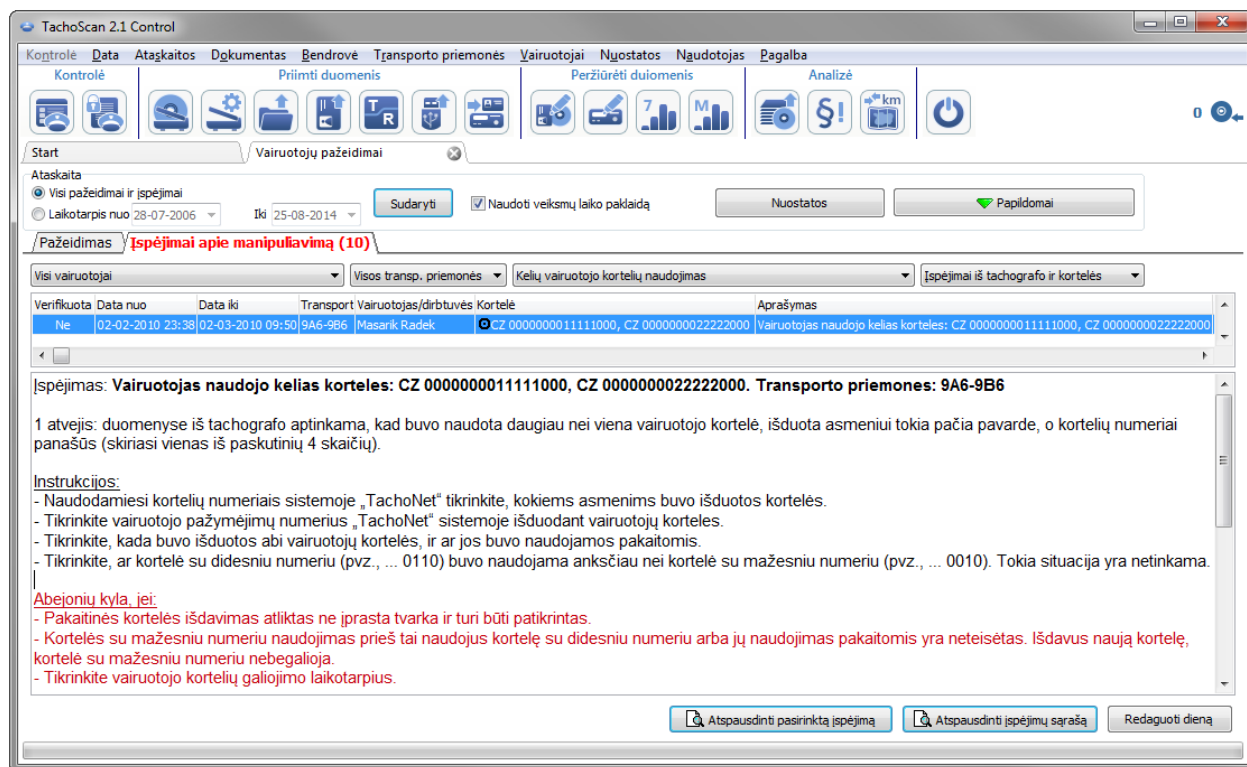 TachoScan 2.1 Control
Kontrolė Data Ataskaitos Dokumentas Bendrovė Transporto priemonės Vairuotojai Nuostatos Naudotojas Pagalba
Kontrolė Priimti duomenis Peržiūrėti duiomenis Analizė
T R 7 M §! km
0
Start Vairuotojų pažeidimai
Ataskaita
Visi pažeidimai ir įspėjimai
Laikotarpis nuo 28-07-2006 Iki 25-08-2014 Sudaryti Naudoti veiksmų laiko paklaidą Nuostatos Papildomai
Pažeidimas Įspėjimai apie manipuliavimą (10)
Visi vairuotojai Visos transp. priemonės Kelių vairuotojo kortelių naudojimas Įspėjimai iš tachografo ir kortelės
Verifikuota Data nuo Data iki Transport Vairuotojas/dirbtuvės Kortelė Aprašymas
Ne 02-02-2010 23:38 02-03-2010 09:50 9A6-9B6 Masarik Radek CZ 0000000011111000, CZ 0000000022222000 Vairuotojas naudojo kelias korteles: CZ 0000000011111000, CZ 0000000022222000
Įspėjimas: Vairuotojas naudojo kelias korteles: CZ 0000000011111000, CZ 0000000022222000. Transporto priemones: 9A6-9B6
1 atvejis: duomenyse iš tachografo aptinkama, kad buvo naudota daugiau nei viena vairuotojo kortelė, išduota asmeniui tokia pačia pavarde, o kortelių numeriai
panašūs (skiriasi vienas iš paskutinių 4 skaičių).
Instrukcijos:
- Naudodamiesi kortelių numeriais sistemoje „TachoNet“ tikrinkite, kokiems asmenims buvo išduotos kortelės.
- Tikrinkite vairuotojo pažymėjimų numerius „TachoNet“ sistemoje išduodant vairuotojų korteles.
- Tikrinkite, kada buvo išduotos abi vairuotojų kortelės, ir ar jos buvo naudojamos pakaitomis.
- Tikrinkite, ar kortelė su didesniu numeriu (pvz., ... 0110) buvo naudojama anksčiau nei kortelė su mažesniu numeriu (pvz., ... 0010). Tokia situacija yra netinkama.
Abejonių kyla, jei:
- Pakaitinės kortelės išdavimas atliktas ne įprasta tvarka ir turi būti patikrintas.
- Kortelės su mažesniu numeriu naudojimas prieš tai naudojus kortelę su didesniu numeriu arba jų naudojimas pakaitomis yra neteisėtas. Išdavus naują kortelę,
kortelė su mažesniu numeriu nebegalioja.
- Tikrinkite vairuotojo kortelių galiojimo laikotarpius.
Atspausdinti pasirinktą įspėjimą Atspausdinti įspėjimų sąrašą Redaguoti dieną